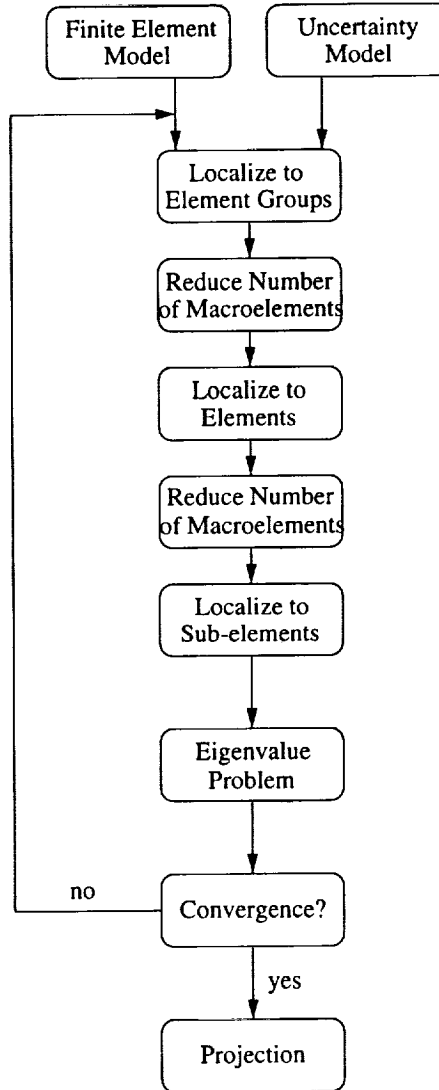 Finite Element
Model
Uncertainty
Model
Localize to
Element Groups
Reduce Number
of Macroelements
Localize to
Elements
Reduce Number
of Macroelements
Localize to
Sub-elements
Eigenvalue
Problem
no
Convergence?
yes
Projection